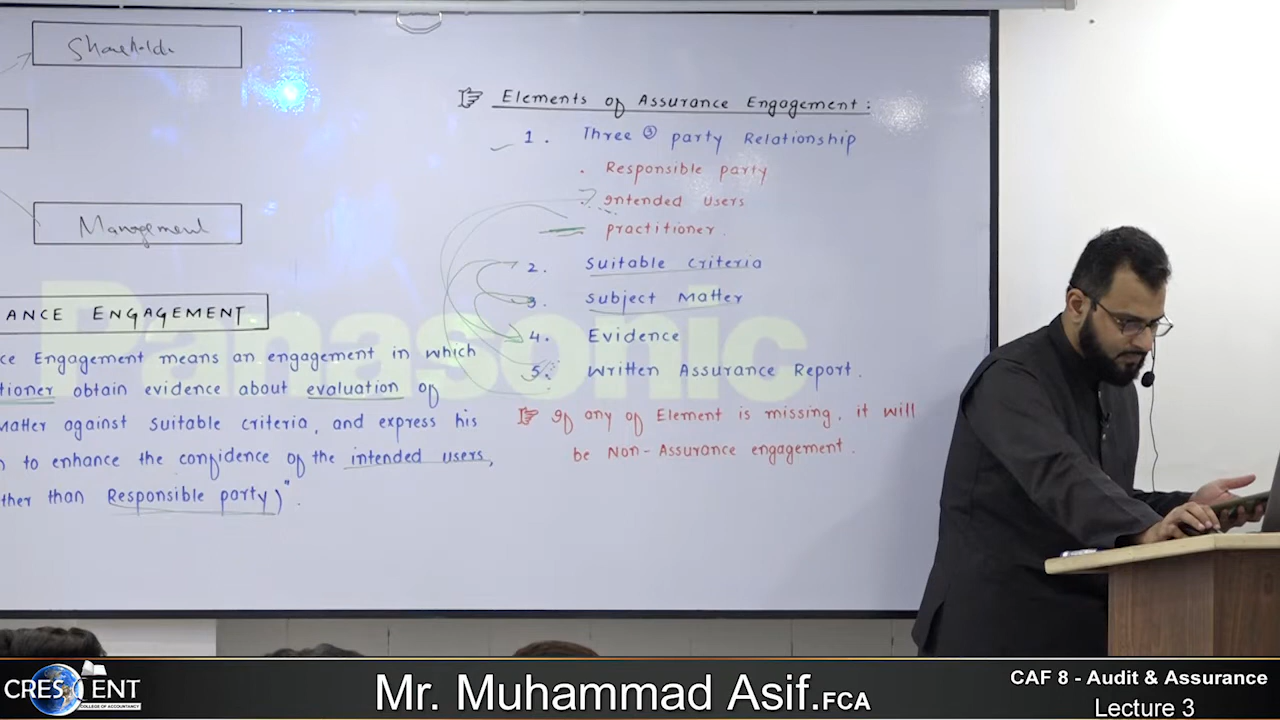 Shareholder
Management
ANCE ENGAGEMENT
ce Engagement means an engagement in which
tioner obtain evidence about evaluation of
Matter against suitable criteria, and express his
n to enhance the confidence of the intended users,
ther than Responsible party)".
Elements of Assurance Engagement:
1. Three ③ party Relationship
. Responsible party
. Intended Users
practitioner.
2. Suitable Criteria
3. Subject Matter
4. Evidence
5. Written Assurance Report.
If any of Element is missing, it will
be Non-Assurance engagement.
Panasonic
CRESCENT
COLLEGE OF ACCOUNTANCY
Mr. Muhammad Asif.FCA
CAF 8 - Audit & Assurance
Lecture 3